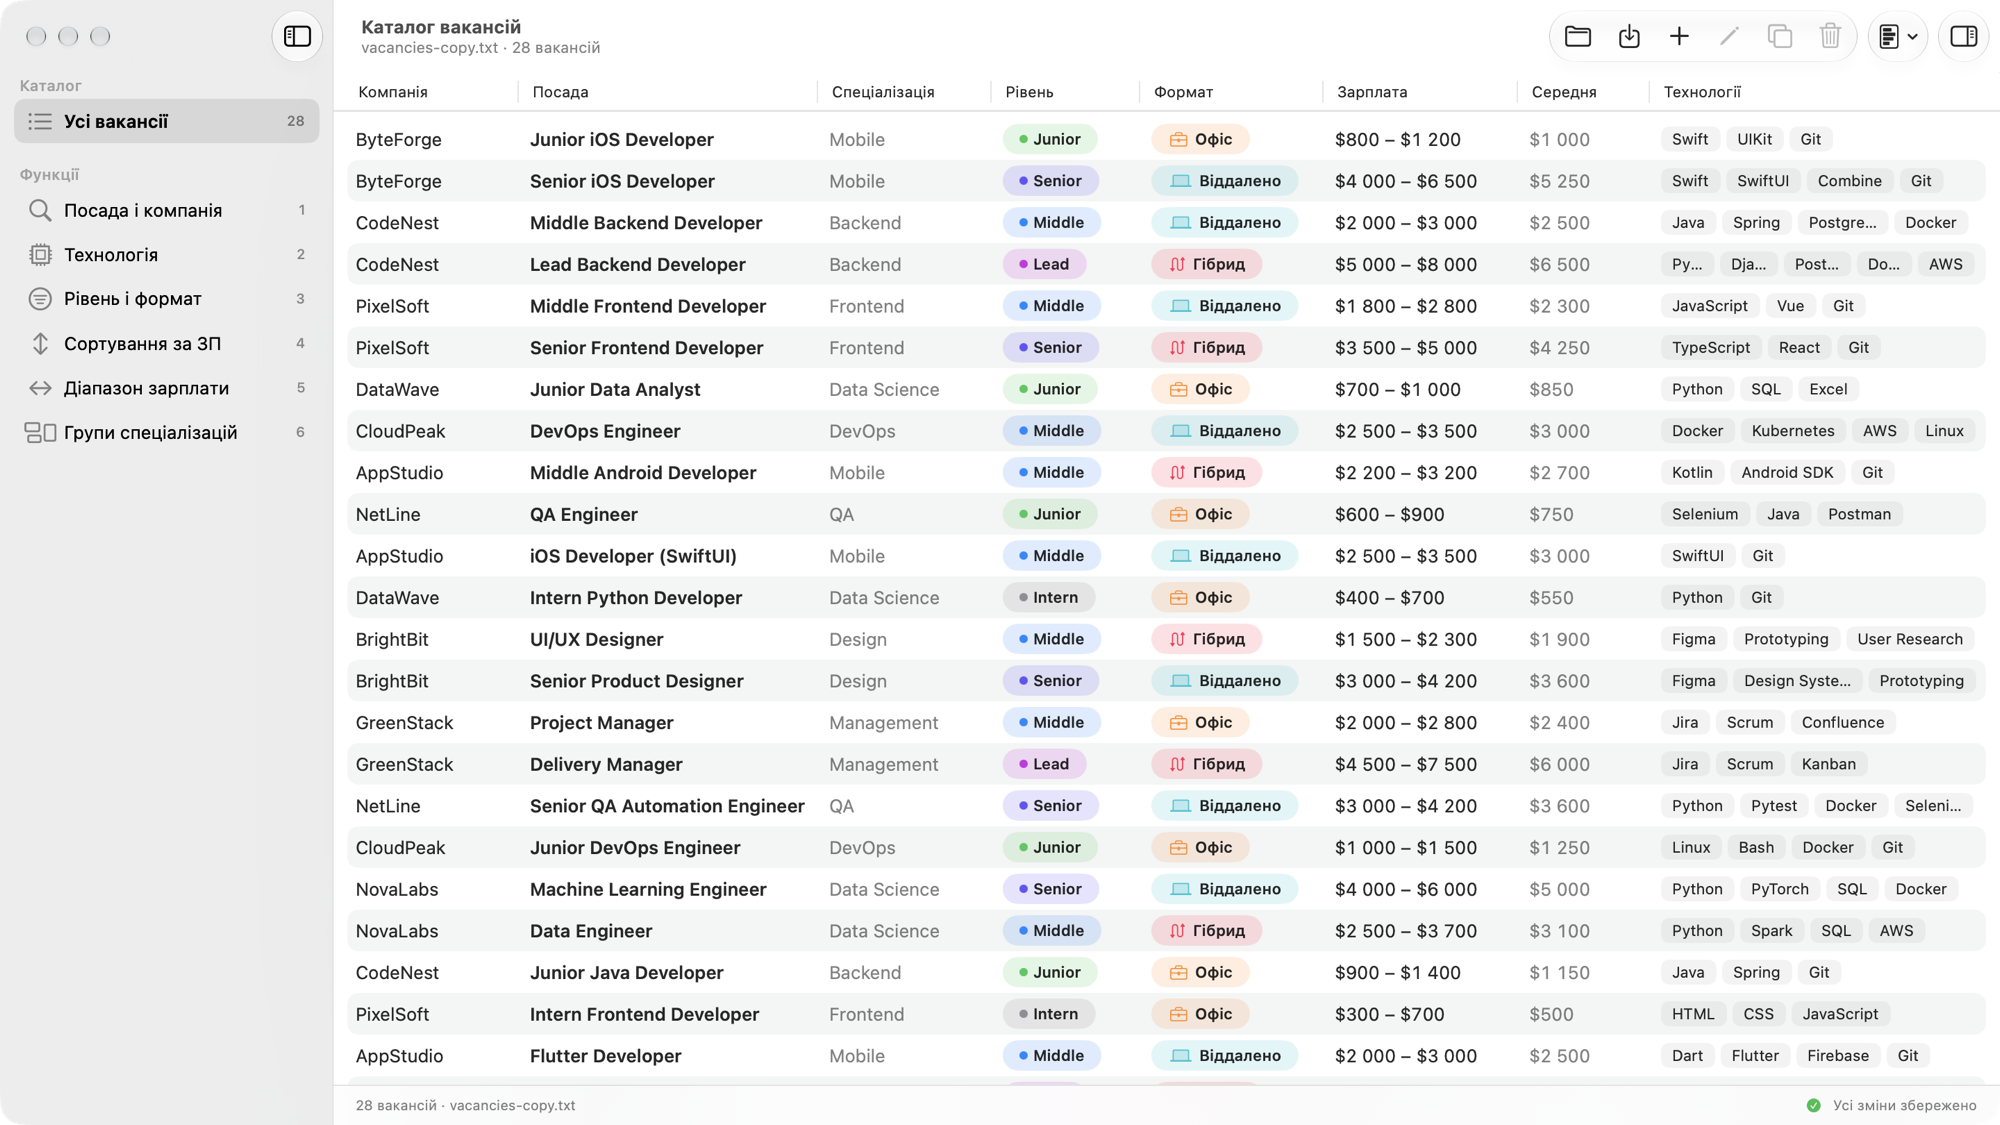 Каталог вакансій
vacancies-copy.txt · 28 вакансій
Каталог
Усі вакансії 28
Функції
Посада і компанія 1
Технологія 2
Рівень і формат 3
Сортування за ЗП 4
Діапазон зарплати 5
Групи спеціалізацій 6
Компанія Посада Спеціалізація Рівень Формат Зарплата Середня Технології
ByteForge Junior iOS Developer Mobile Junior Офіс $800 – $1 200 $1 000 Swift UIKit Git
ByteForge Senior iOS Developer Mobile Senior Віддалено $4 000 – $6 500 $5 250 Swift SwiftUI Combine Git
CodeNest Middle Backend Developer Backend Middle Віддалено $2 000 – $3 000 $2 500 Java Spring Postgre... Docker
CodeNest Lead Backend Developer Backend Lead Гібрид $5 000 – $8 000 $6 500 Py... Dja... Post... Do... AWS
PixelSoft Middle Frontend Developer Frontend Middle Віддалено $1 800 – $2 800 $2 300 JavaScript Vue Git
PixelSoft Senior Frontend Developer Frontend Senior Гібрид $3 500 – $5 000 $4 250 TypeScript React Git
DataWave Junior Data Analyst Data Science Junior Офіс $700 – $1 000 $850 Python SQL Excel
CloudPeak DevOps Engineer DevOps Middle Віддалено $2 500 – $3 500 $3 000 Docker Kubernetes AWS Linux
AppStudio Middle Android Developer Mobile Middle Гібрид $2 200 – $3 200 $2 700 Kotlin Android SDK Git
NetLine QA Engineer QA Junior Офіс $600 – $900 $750 Selenium Java Postman
AppStudio iOS Developer (SwiftUI) Mobile Middle Віддалено $2 500 – $3 500 $3 000 SwiftUI Git
DataWave Intern Python Developer Data Science Intern Офіс $400 – $700 $550 Python Git
BrightBit UI/UX Designer Design Middle Гібрид $1 500 – $2 300 $1 900 Figma Prototyping User Research
BrightBit Senior Product Designer Design Senior Віддалено $3 000 – $4 200 $3 600 Figma Design Syste... Prototyping
GreenStack Project Manager Management Middle Офіс $2 000 – $2 800 $2 400 Jira Scrum Confluence
GreenStack Delivery Manager Management Lead Гібрид $4 500 – $7 500 $6 000 Jira Scrum Kanban
NetLine Senior QA Automation Engineer QA Senior Віддалено $3 000 – $4 200 $3 600 Python Pytest Docker Seleni...
CloudPeak Junior DevOps Engineer DevOps Junior Офіс $1 000 – $1 500 $1 250 Linux Bash Docker Git
NovaLabs Machine Learning Engineer Data Science Senior Віддалено $4 000 – $6 000 $5 000 Python PyTorch SQL Docker
NovaLabs Data Engineer Data Science Middle Гібрид $2 500 – $3 700 $3 100 Python Spark SQL AWS
CodeNest Junior Java Developer Backend Junior Офіс $900 – $1 400 $1 150 Java Spring Git
PixelSoft Intern Frontend Developer Frontend Intern Офіс $300 – $700 $500 HTML CSS JavaScript
AppStudio Flutter Developer Mobile Middle Віддалено $2 000 – $3 000 $2 500 Dart Flutter Firebase Git
28 вакансій · vacancies-copy.txt
Усі зміни збережено